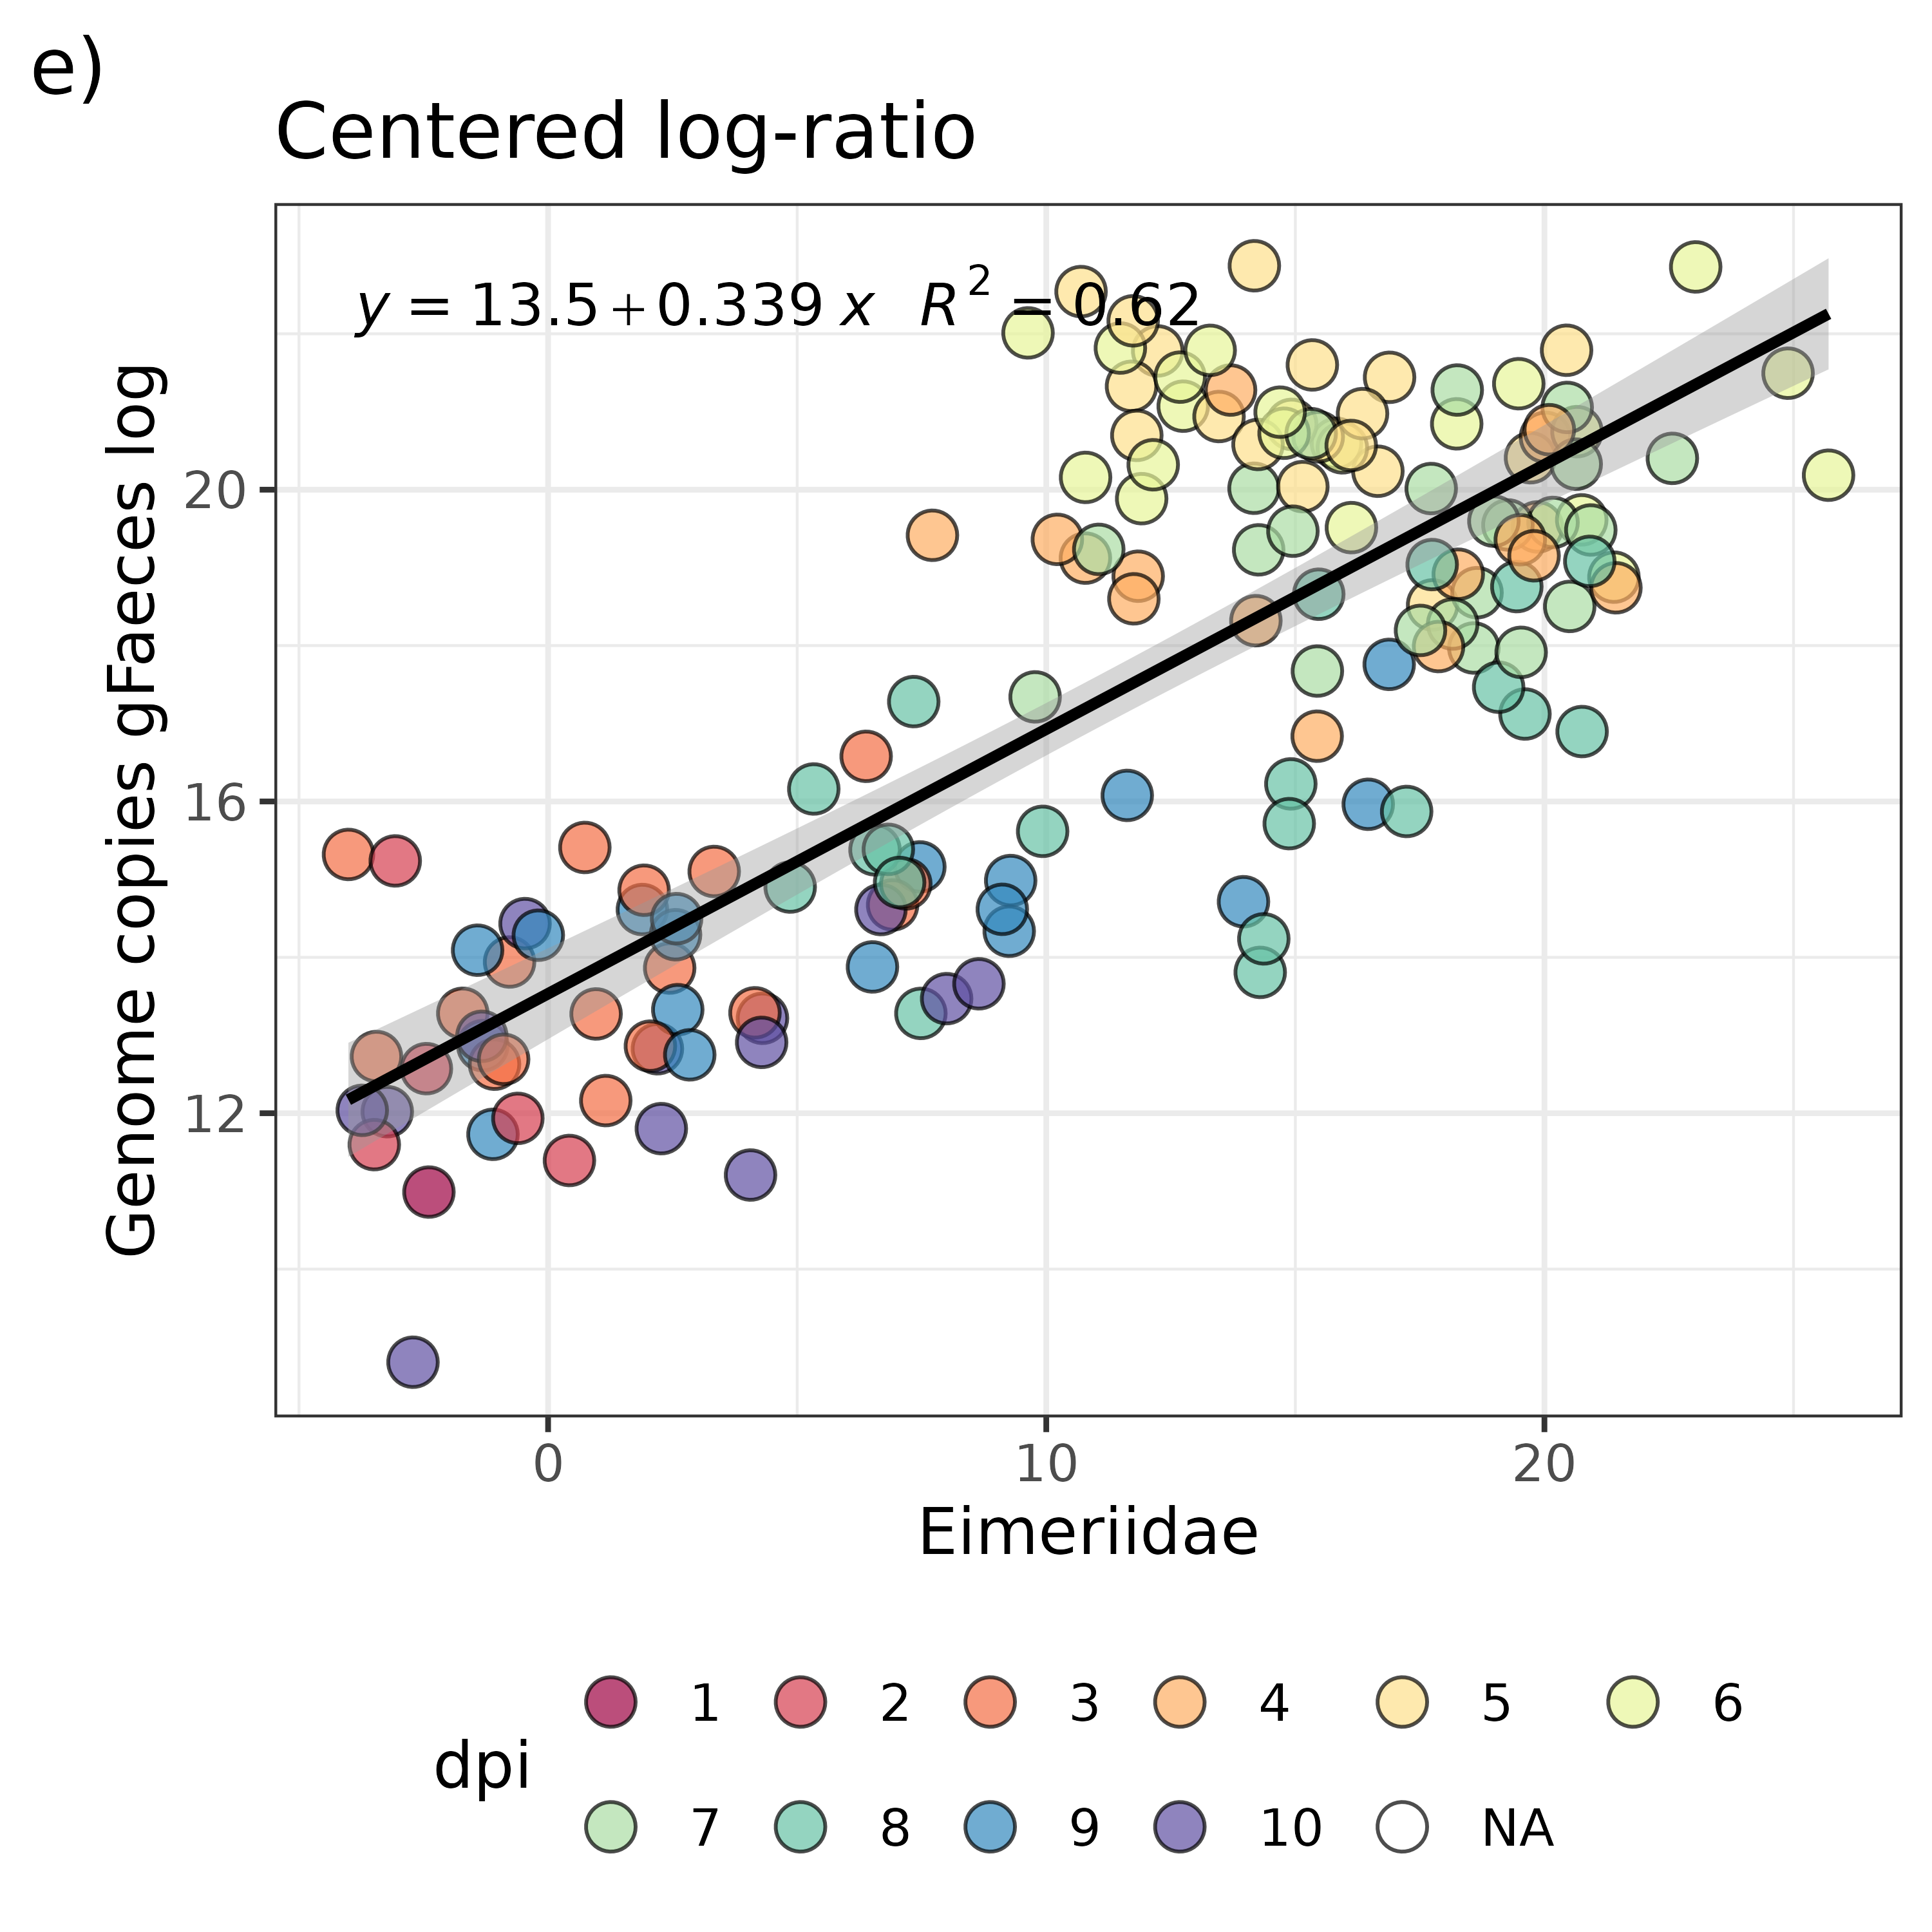 e)
Centered log-ratio
y = 13.5+0.339 x R² = 0.62
Genome copies gFaeces log
20
16
12
0 10 20
Eimeriidae
dpi
1 2 3 4 5 6
7 8 9 10 NA